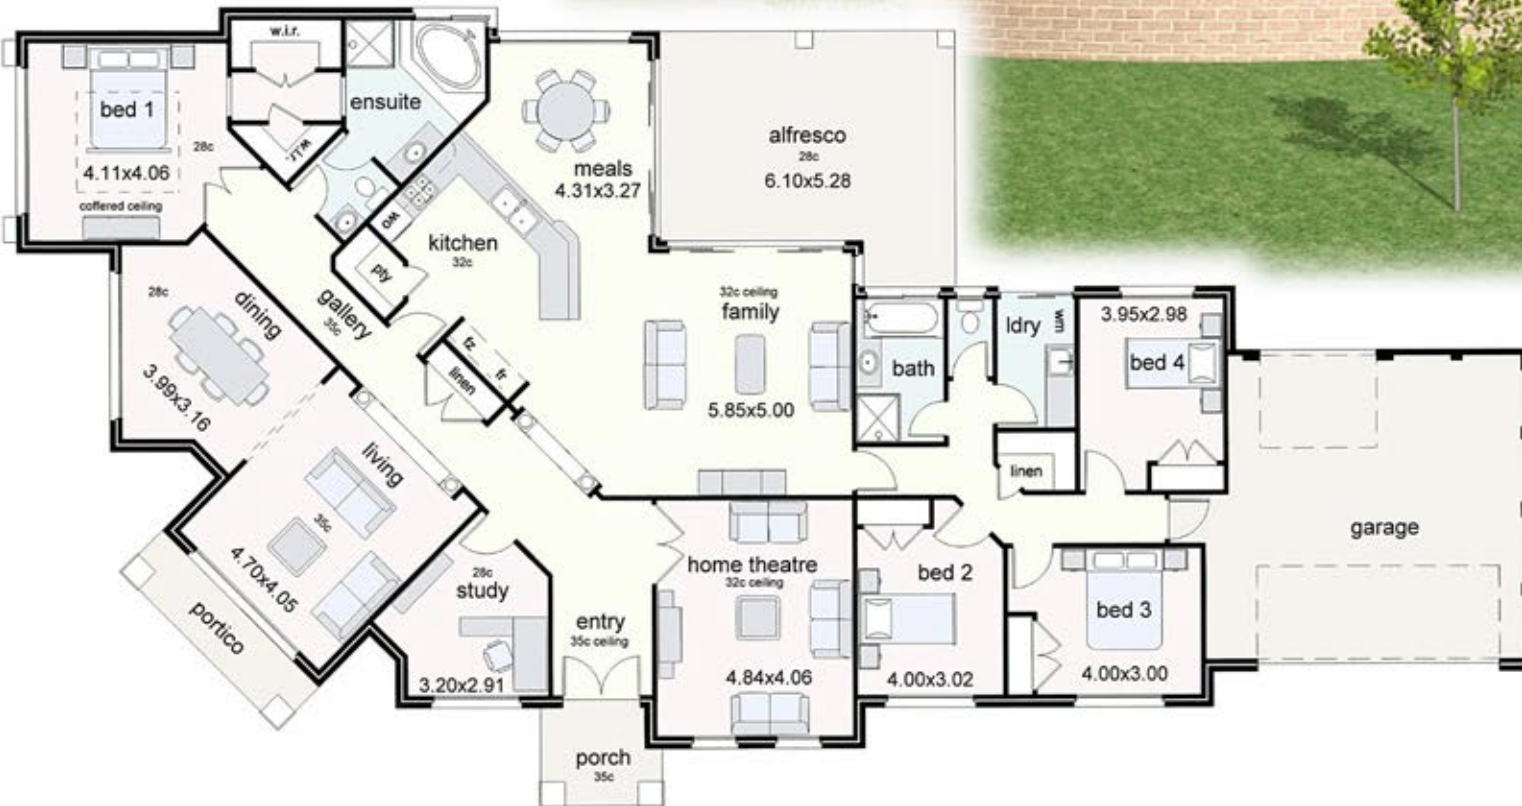 w.i.r.
bed 1
28c
4.11x4.06
coffered ceiling
w.i.r.
ensuite
meals
4.31x3.27
alfresco
28c
6.10x5.28
wo
kitchen
32c
pty
gallery
35c
28c
dining
3.99x3.16
fz
fr
linen
32c ceiling
family
5.85x5.00
bath
ldry
wm
3.95x2.98
bed 4
linen
living
35c
4.70x4.05
portico
28c
study
3.20x2.91
entry
35c ceiling
home theatre
32c ceiling
4.84x4.06
bed 2
4.00x3.02
bed 3
4.00x3.00
garage
porch
35c